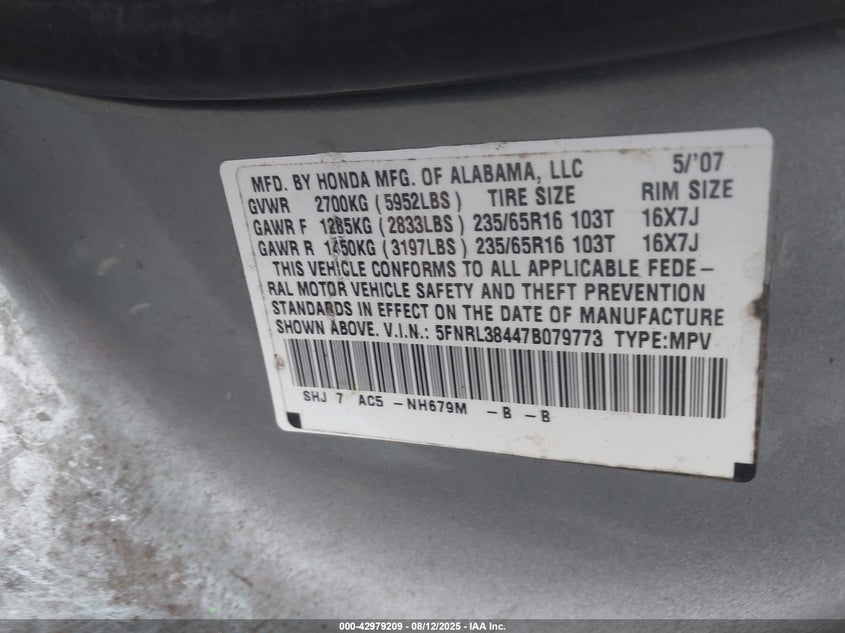 MFD. BY HONDA MFG. OF ALABAMA, LLC 5/'07
GVWR 2700KG (5952LBS) TIRE SIZE RIM SIZE
GAWR F 1285KG (2833LBS) 235/65R16 103T 16X7J
GAWR R 1450KG (3197LBS) 235/65R16 103T 16X7J
THIS VEHICLE CONFORMS TO ALL APPLICABLE FEDE-
RAL MOTOR VEHICLE SAFETY AND THEFT PREVENTION
STANDARDS IN EFFECT ON THE DATE OF MANUFACTURE
SHOWN ABOVE. V.I.N.: 5FNRL38447B079773 TYPE:MPV
SHJ 7 AC5 -NH679M -B -B
000-42979209 - 08/12/2025 - IAA Inc.